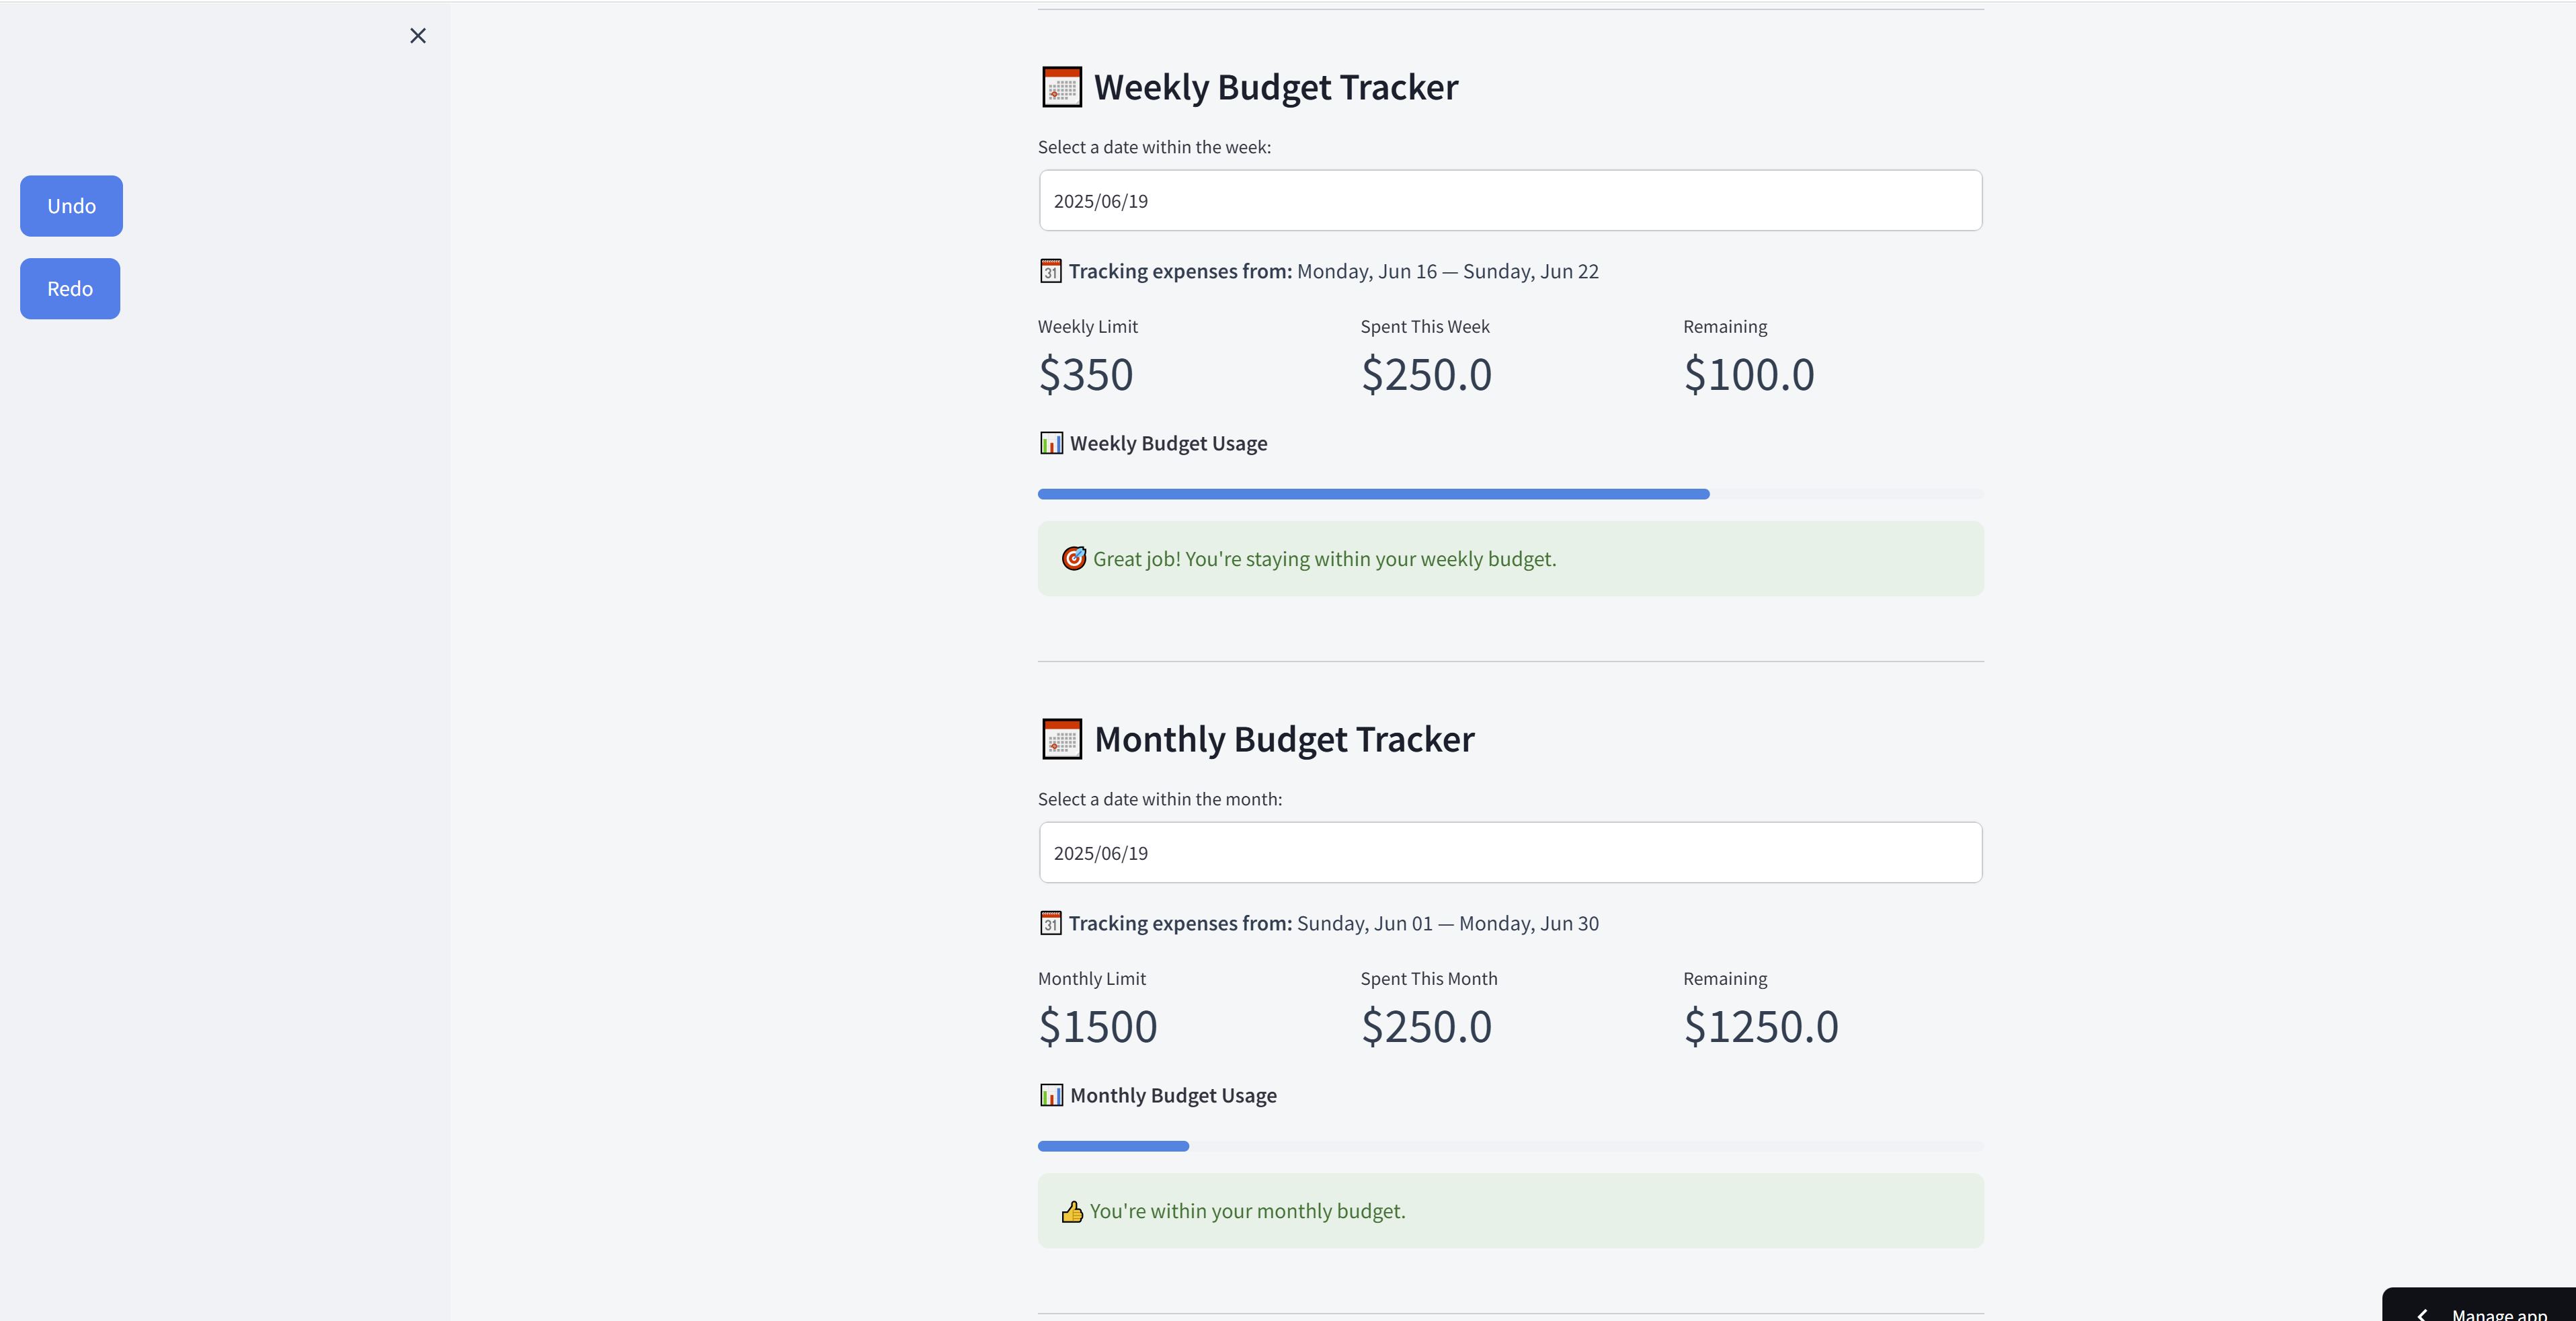 Undo
Redo
Weekly Budget Tracker
Select a date within the week:
2025/06/19
31 Tracking expenses from: Monday, Jun 16 — Sunday, Jun 22
Weekly Limit Spent This Week Remaining
$350 $250.0 $100.0
Weekly Budget Usage
Great job! You're staying within your weekly budget.
Monthly Budget Tracker
Select a date within the month:
2025/06/19
31 Tracking expenses from: Sunday, Jun 01 — Monday, Jun 30
Monthly Limit Spent This Month Remaining
$1500 $250.0 $1250.0
Monthly Budget Usage
You're within your monthly budget.
Manage app